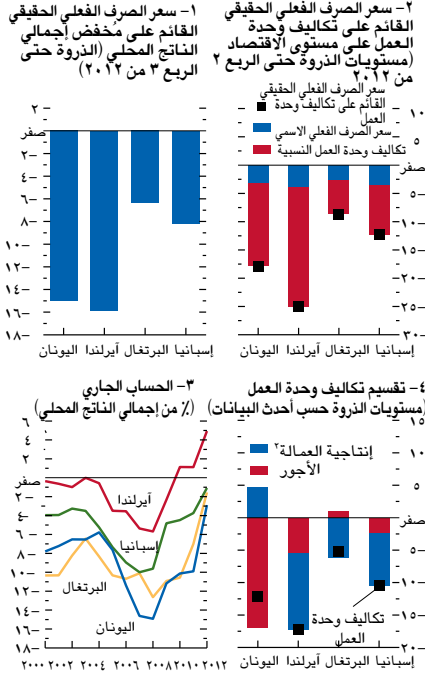 ١– سعر الصرف الفعلي الحقيقي
القائم على مُخفض إجمالي
الناتج المحلي (الذروة حتى
الربع ٣ من ٢٠١٢)
٢
صفر
٢–
٤–
٦–
٨–
١٠–
١٢–
١٤–
١٦–
١٨–
اليونان آيرلندا البرتغال إسبانيا
٢– سعر الصرف الفعلي الحقيقي
القائم على تكاليف وحدة
العمل على مستوى الاقتصاد
(مستويات الذروة حتى الربع ٢
من ٢٠١٢
سعر الصرف الفعلي الحقيقي
القائم على تكاليف وحدة
العمل
سعر الصرف الفعلي الاسمي
تكاليف وحدة العمل النسبية
١٠
٥
صفر
٥–
١٠–
١٥–
٢٠–
٢٥–
٣٠–
اليونان آيرلندا البرتغال إسبانيا
٣– الحساب الجاري
(٪ من إجمالي الناتج المحلي)
٦
٤
٢
صفر
٢–
٤–
٦–
٨–
١٠–
١٢–
١٤–
١٦–
١٨–
آيرلندا
إسبانيا
البرتغال
اليونان
٢٠٠٠ ٢٠٠٢ ٢٠٠٤ ٢٠٠٦ ٢٠٠٨ ٢٠١٠ ٢٠١٢
٤– تقسيم تكاليف وحدة العمل
(مستويات الذروة حسب أحدث البيانات)
١٥
١٠
٥
صفر
٥–
١٠–
١٥–
٢٠–
إنتاجية العمالة٢
الأجور
تكاليف وحدة
العمل
اليونان آيرلندا البرتغال إسبانيا